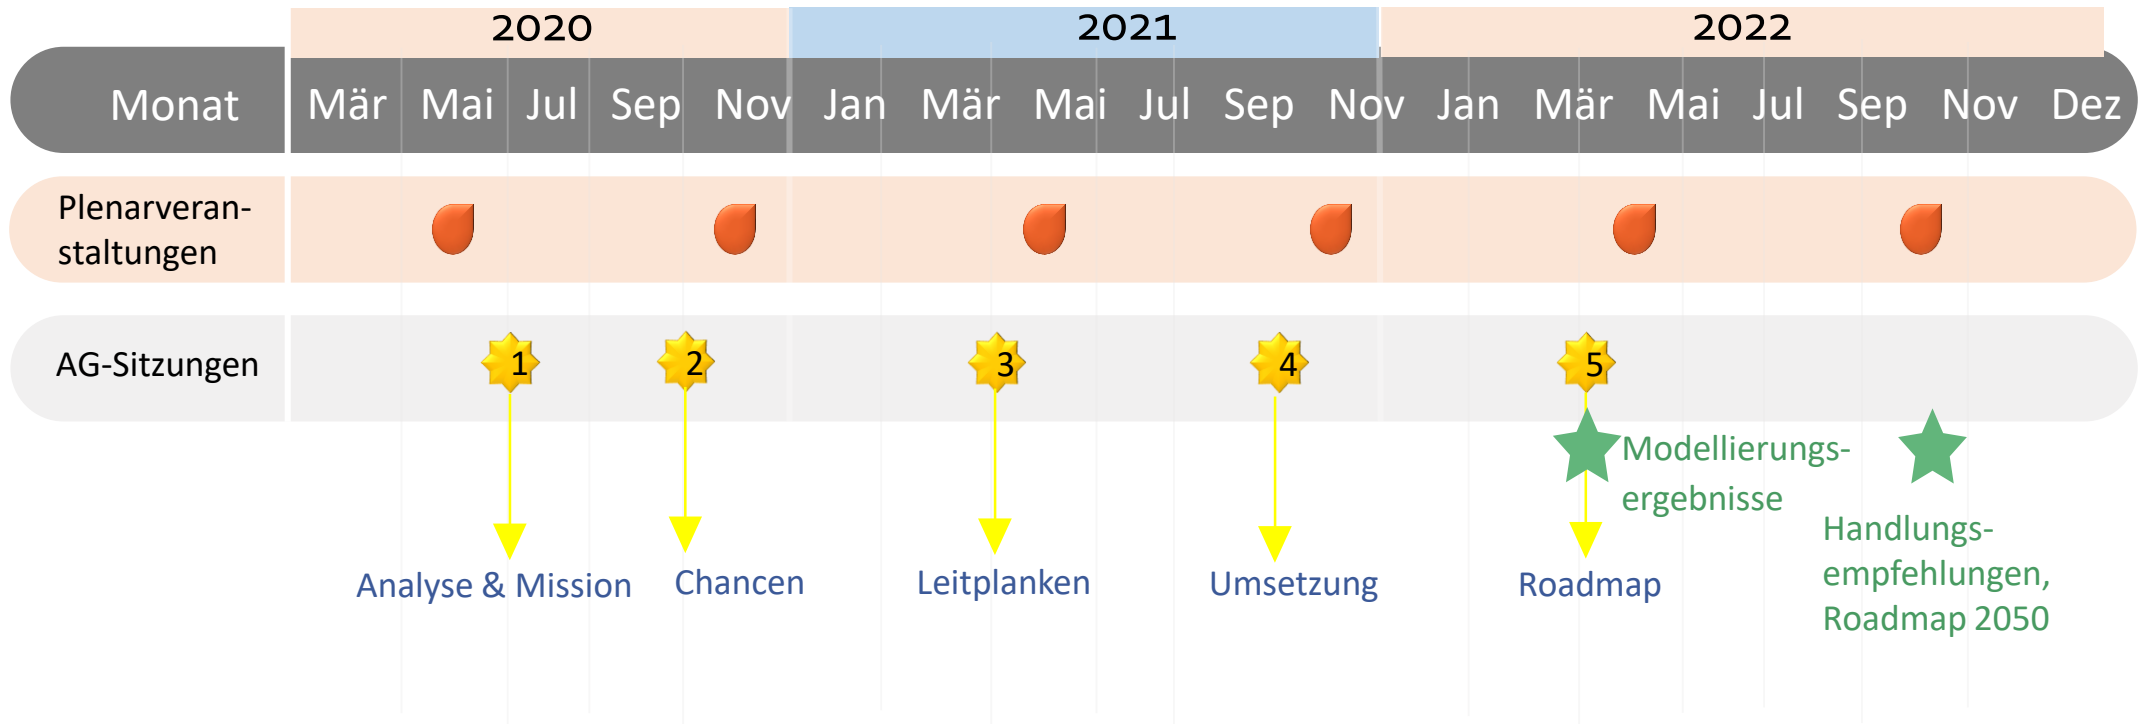 2020 2021 2022
Monat Mär Mai Jul Sep Nov Jan Mär Mai Jul Sep Nov Jan Mär Mai Jul Sep Nov Dez
Plenarveran-
staltungen
AG-Sitzungen 1 2 3 4 5
Modellierungs-
ergebnisse
Handlungs-
empfehlungen,
Roadmap 2050
Analyse & Mission Chancen Leitplanken Umsetzung Roadmap